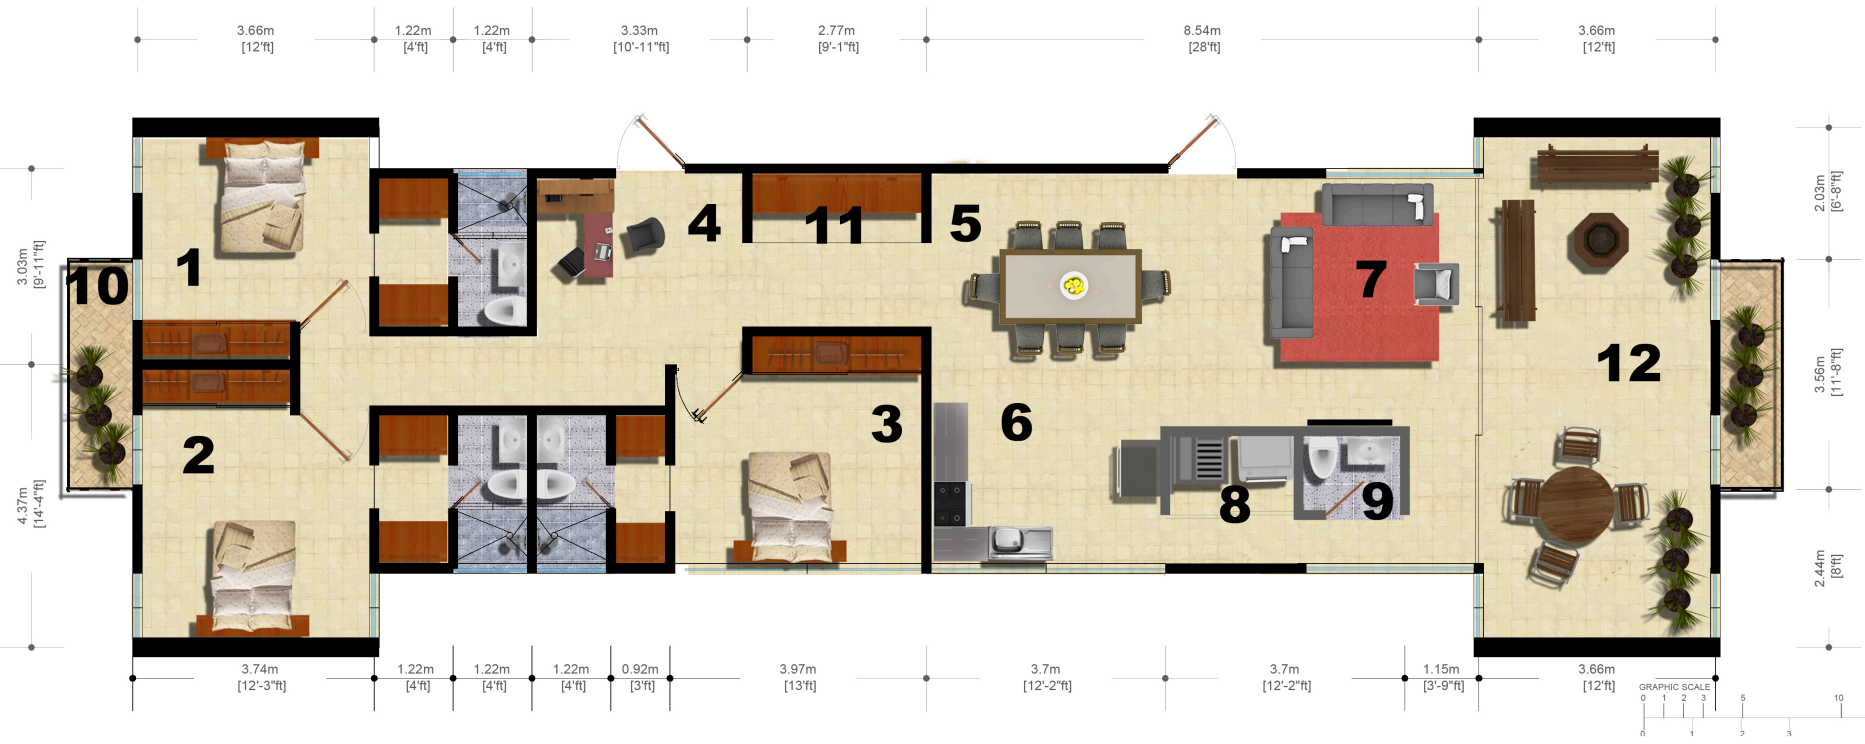 3.66m 1.22m 1.22m 3.33m 2.77m 8.54m 3.66m
[12'ft] [4'ft] [4'ft] [10'-11"ft] [9'-1"ft] [28'ft] [12'ft]
3.03m
[9'-11"ft]
4.37m
[14'-4"ft]
2.03m
[6'-8"ft]
3.56m
[11'-8"ft]
2.44m
[8'ft]
4 11 5
1 10 7
12
2 3 6
8 9
3.74m 1.22m 1.22m 1.22m 0.92m 3.97m 3.7m 3.7m 1.15m 3.66m
[12'-3"ft] [4'ft] [4'ft] [4'ft] [3'ft] [13'ft] [12'-2"ft] [12'-2"ft] [3'-9"ft] [12'ft]
GRAPHIC SCALE
0 1 2 3 5 10
0 1 2 3